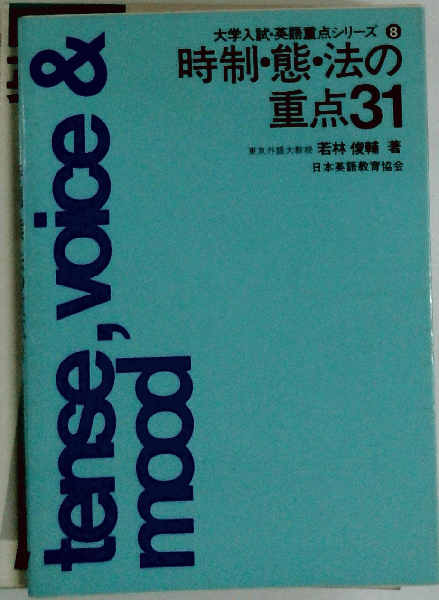 大学入試・英語重点シリーズ 8
時制・態・法の
重点31
東京外語大教授 若林 俊輔 著
日本英語教育協会
tense, voice &
mood